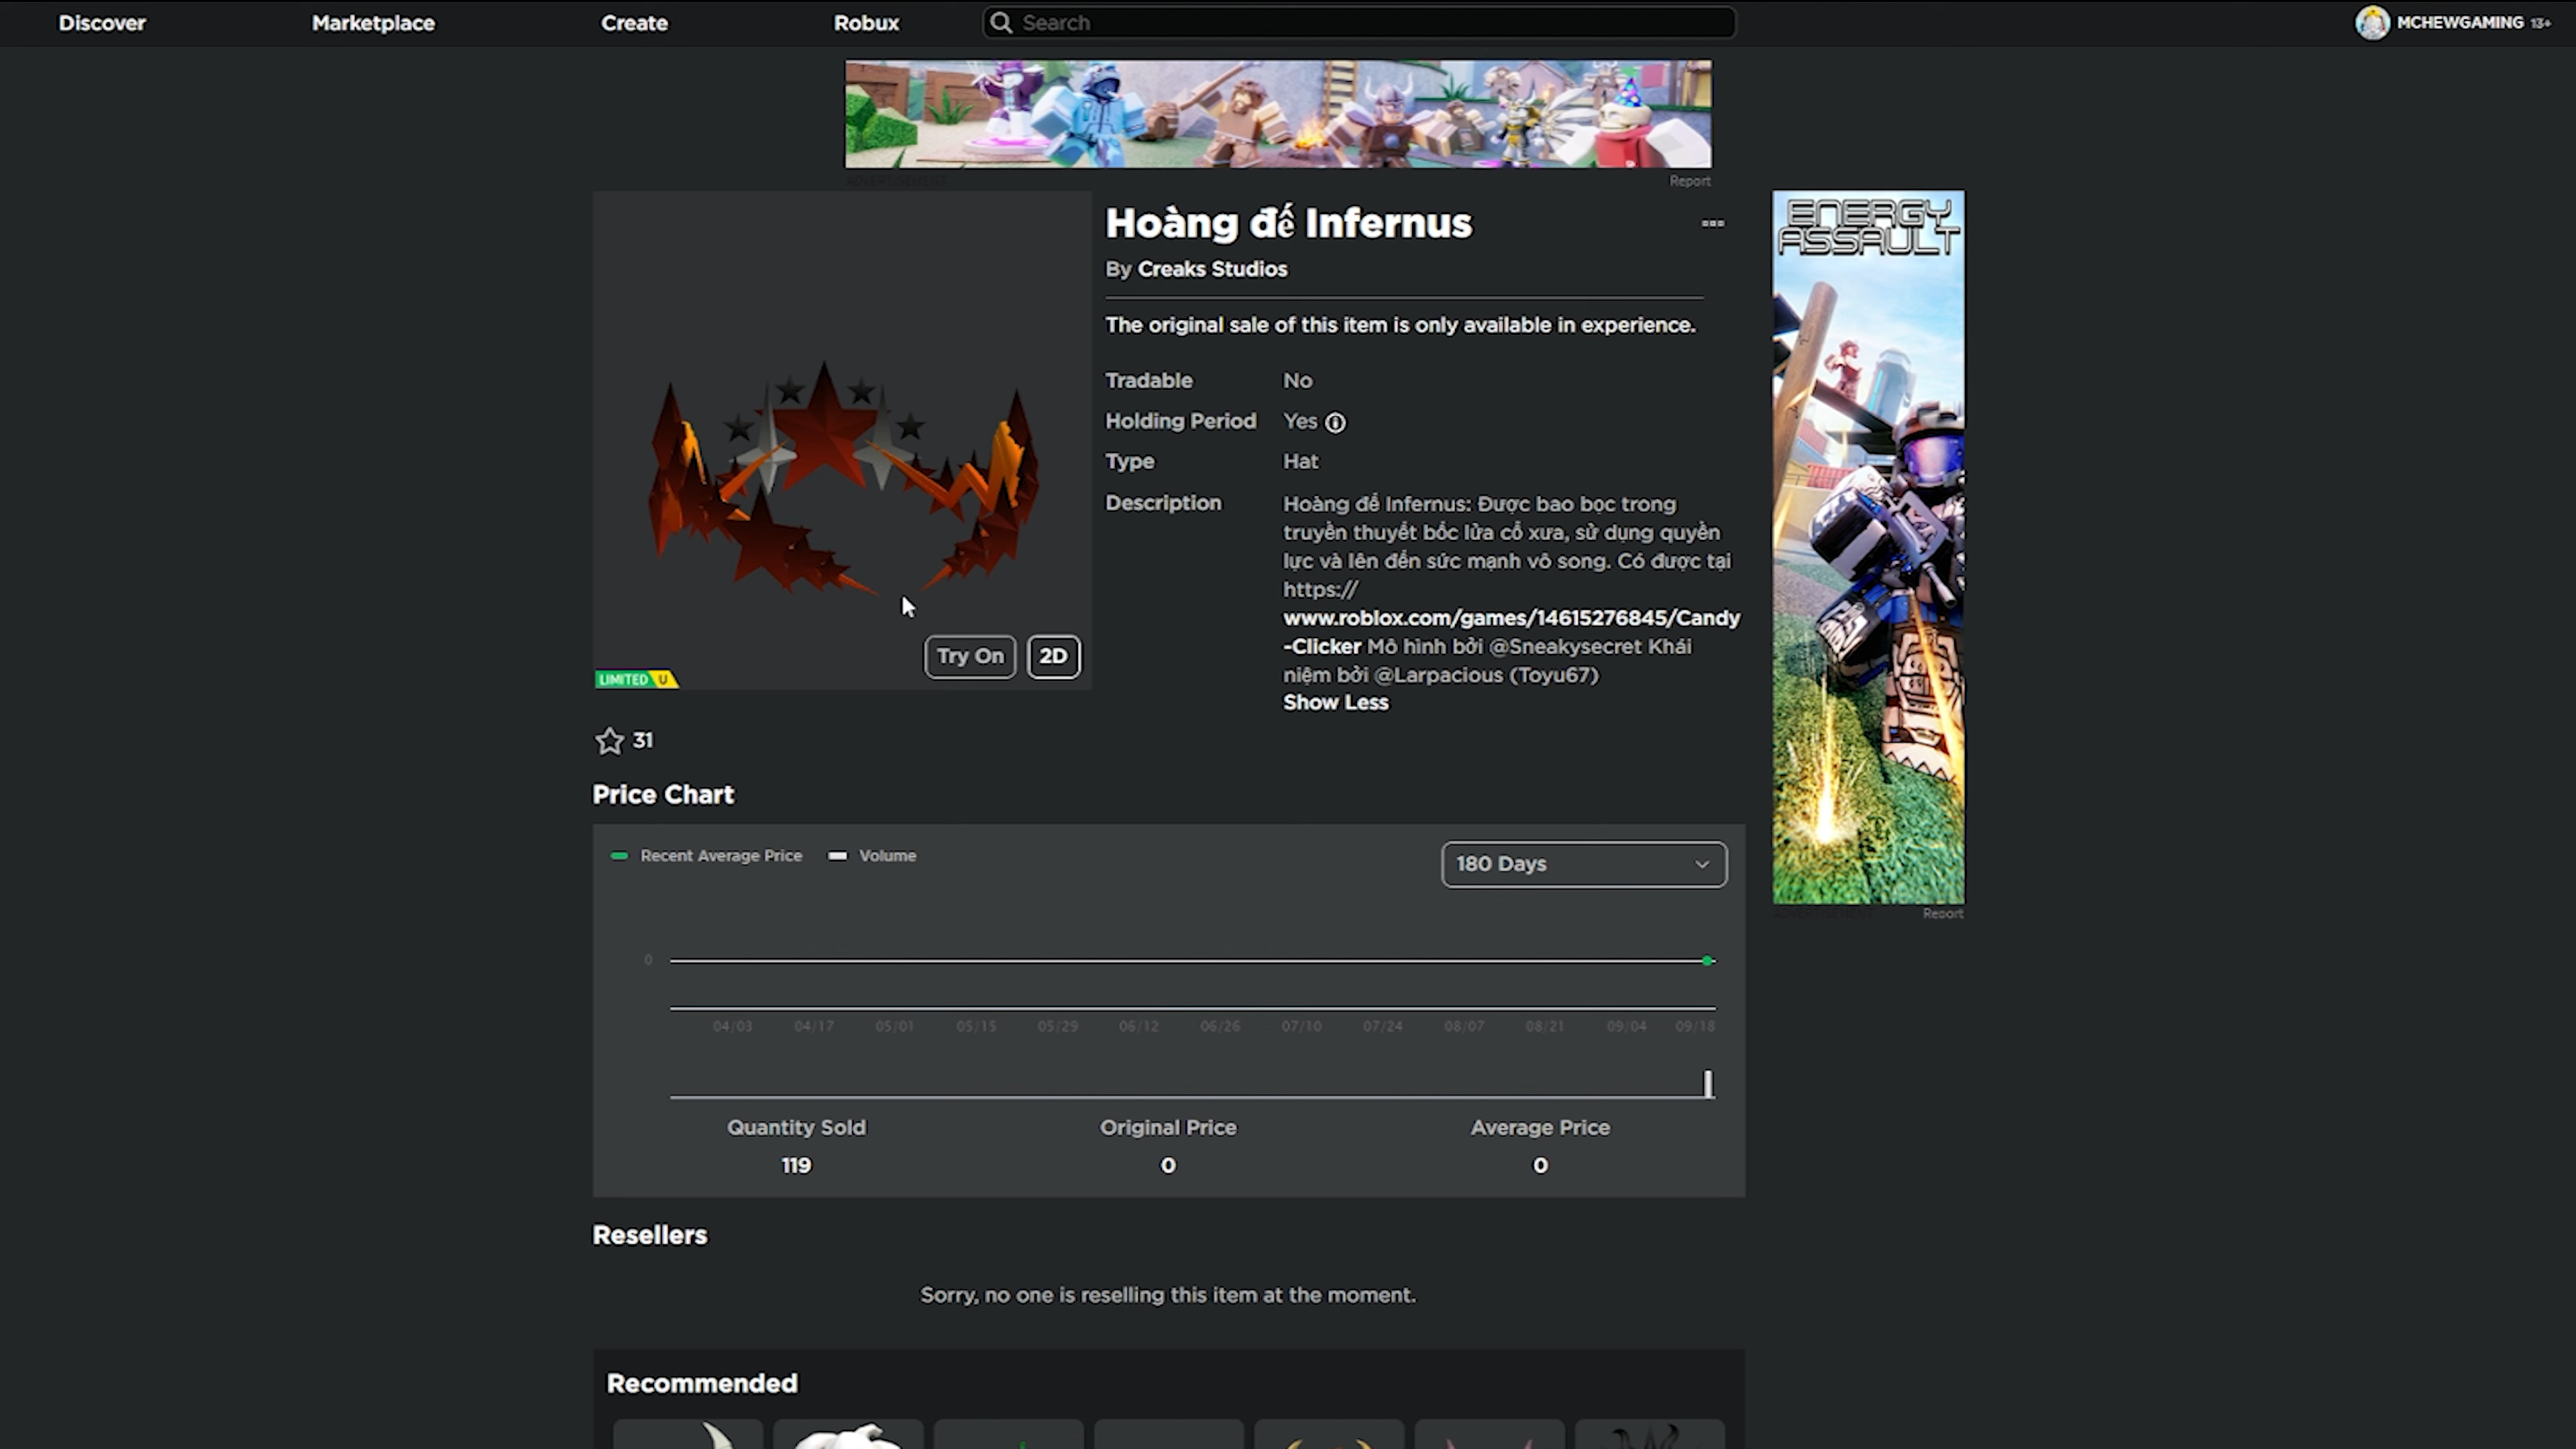 Discover Marketplace Create Robux Search MCHEWGAMING 13+
ADVERTISEMENT Report
Hoàng đế Infernus
By Creaks Studios
The original sale of this item is only available in experience.
Tradable No
Holding Period Yes
Type Hat
Description Hoàng đế Infernus: Được bao bọc trong
truyền thuyết bốc lửa cổ xưa, sử dụng quyền
lực và lên đến sức mạnh vô song. Có được tại
https://
www.roblox.com/games/14615276845/Candy
-Clicker Mô hình bởi @Sneakysecret Khái
niệm bởi @Larpacious (Toyu67)
Show Less
Try On 2D
LIMITED U
31
ENERGY
ASSAULT
ADVERTISEMENT Report
Price Chart
Recent Average Price Volume 180 Days
0
04/03 04/17 05/01 05/15 05/29 06/12 06/26 07/10 07/24 08/07 08/21 09/04 09/18
Quantity Sold Original Price Average Price
119 0 0
Resellers
Sorry, no one is reselling this item at the moment.
Recommended